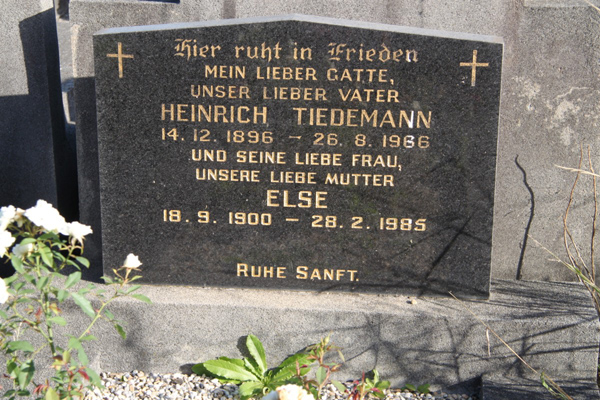 Hier ruht in Frieden
MEIN LIEBER GATTE,
UNSER LIEBER VATER
HEINRICH TIEDEMANN
14. 12. 1896 – 26. 8. 1966
UND SEINE LIEBE FRAU,
UNSERE LIEBE MUTTER
ELSE
18. 9. 1900 – 28. 2. 1985
RUHE SANFT.